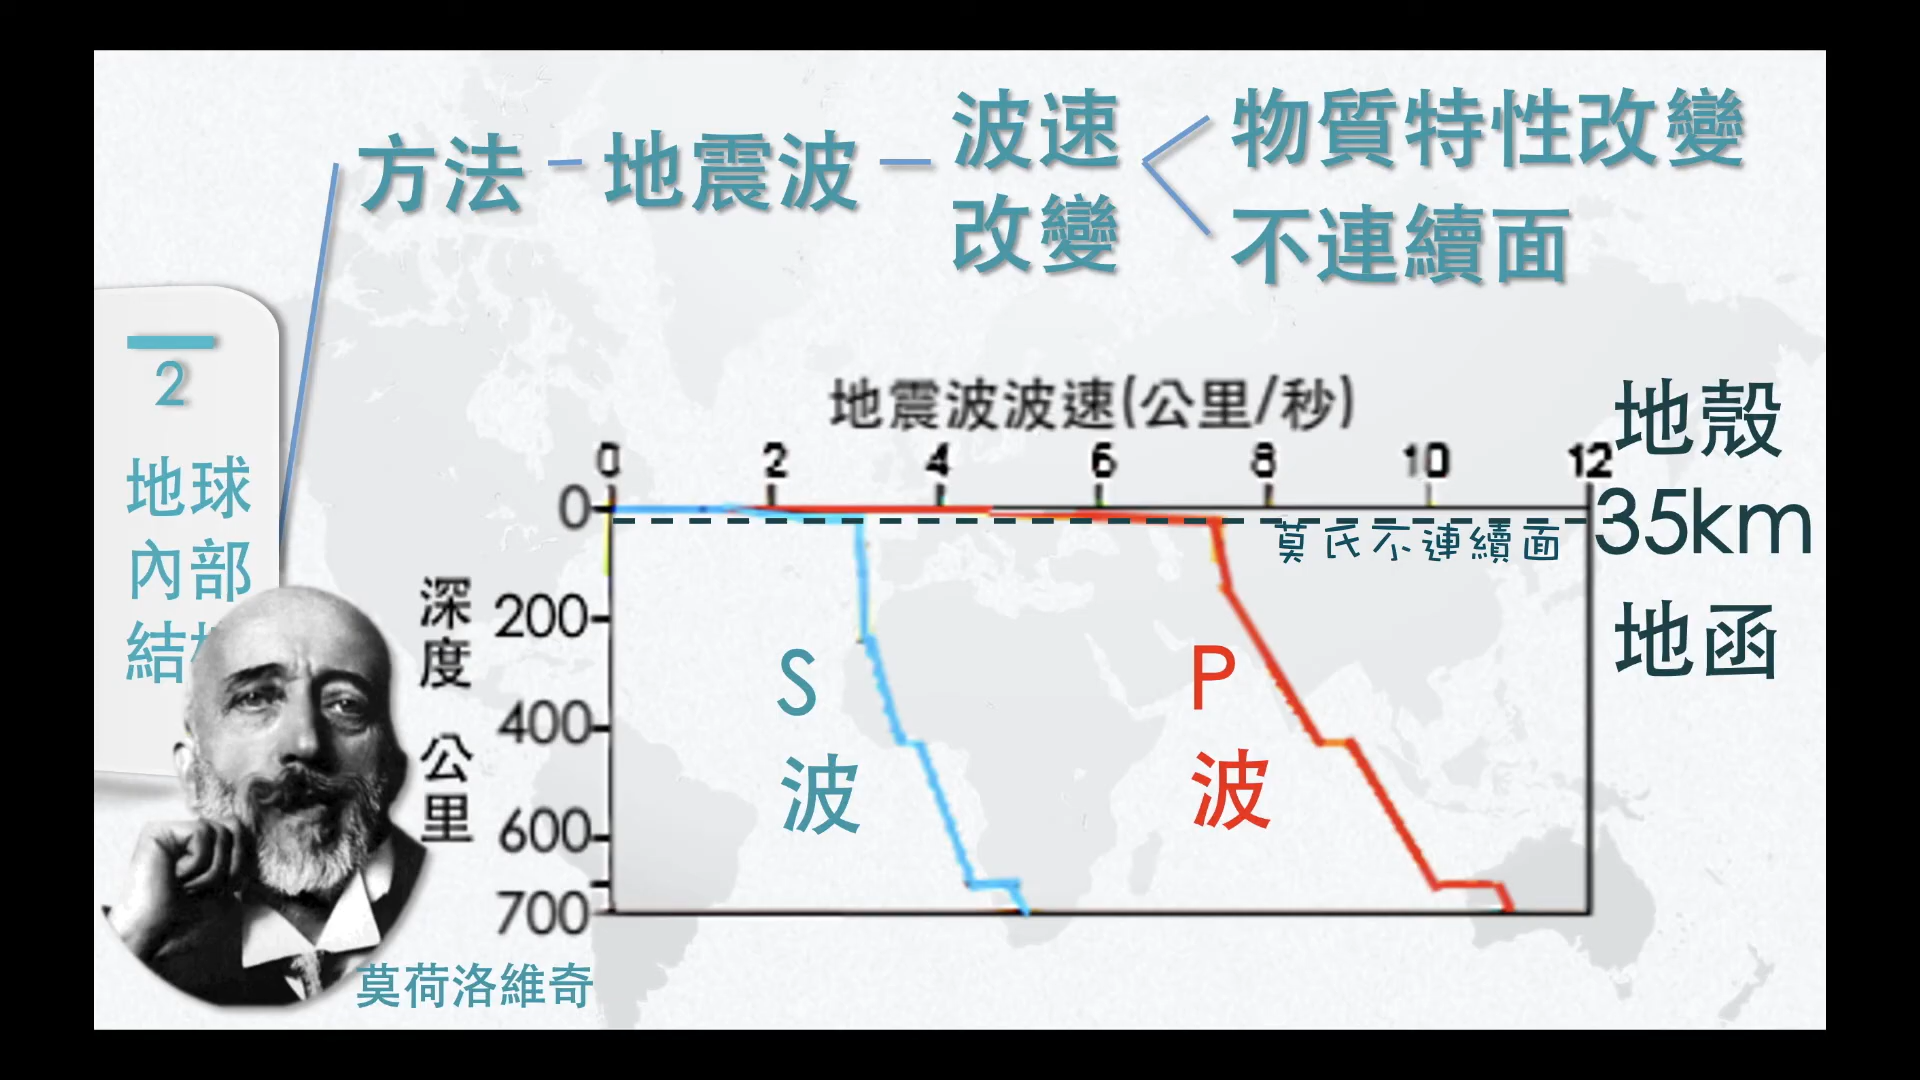 方法
地震波
波速
改變
物質特性改變
不連續面
2
地球
內部
結
地震波波速(公里/秒)
0 2 4 6 8 10 12
0
200
400
600
700
深度 公里
莫氏不連續面
S
波
P
波
地殼
35km
地函
莫荷洛維奇